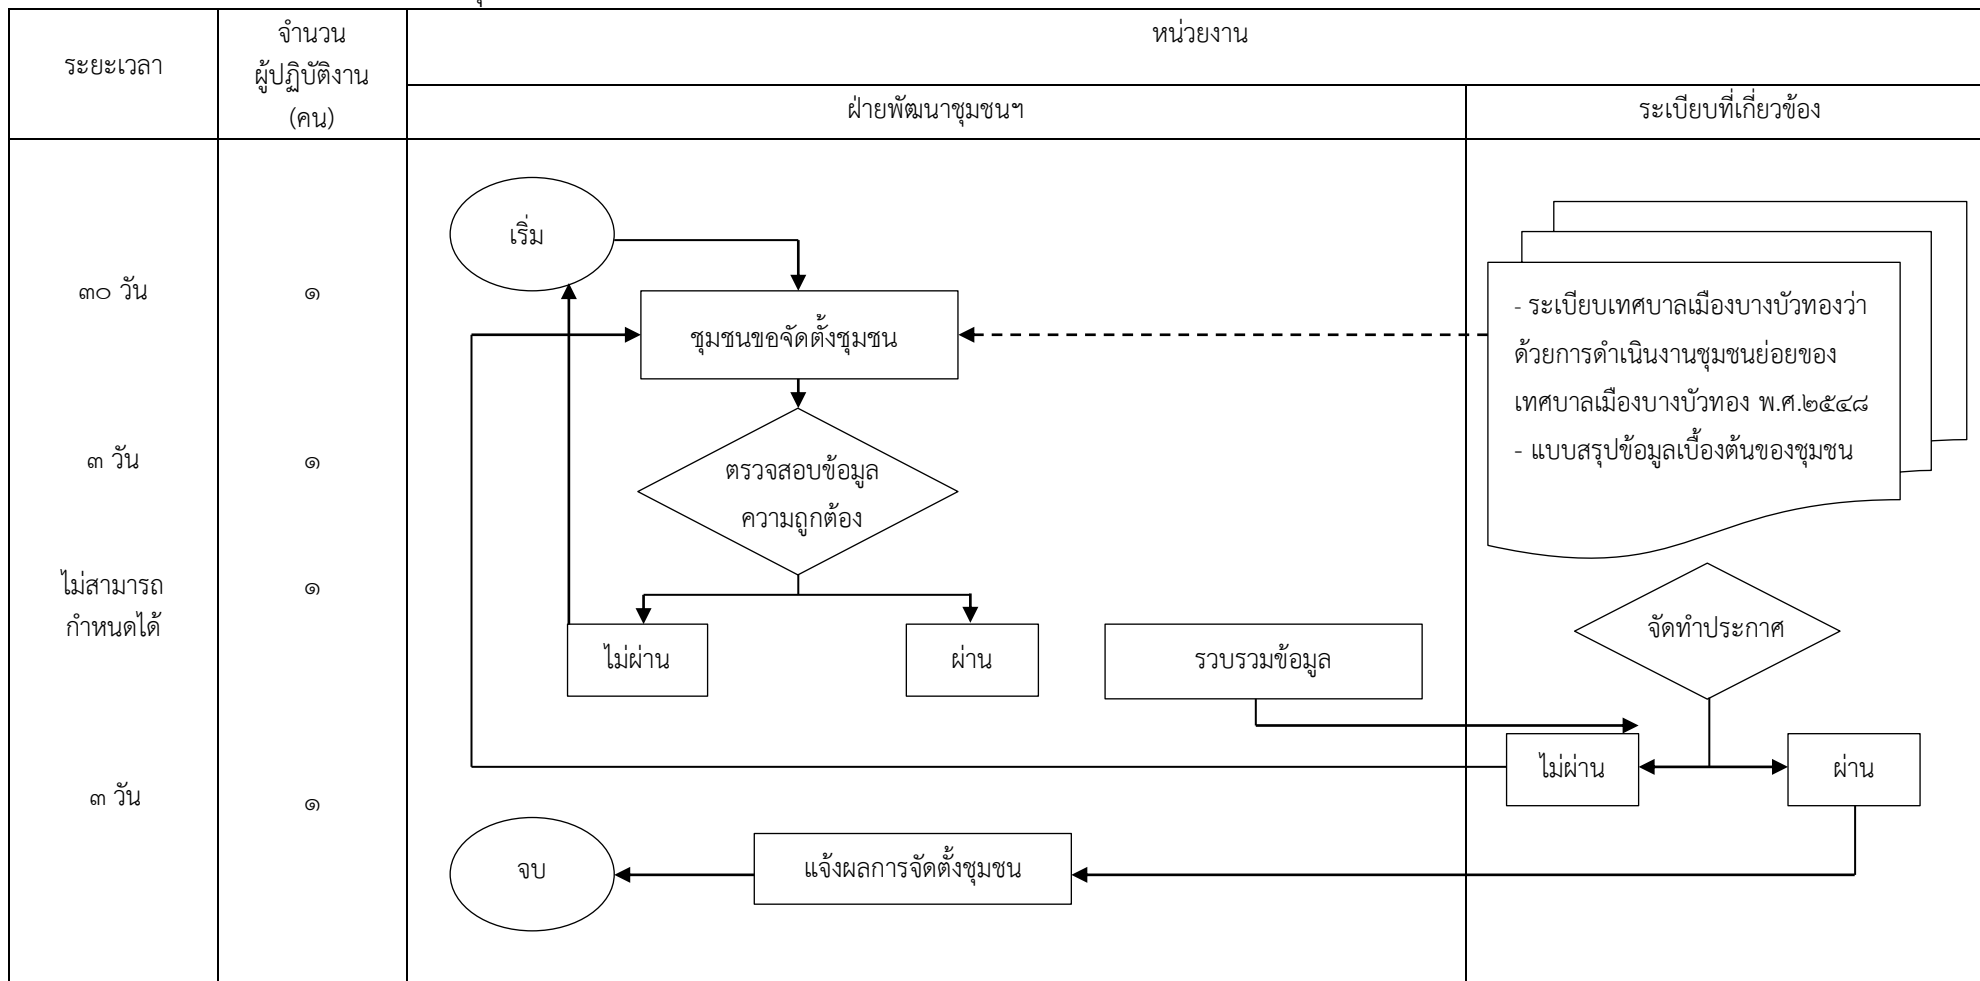 ระยะเวลา
จำนวน
ผู้ปฏิบัติงาน
(คน)
หน่วยงาน
ฝ่ายพัฒนาชุมชนฯ
ระเบียบที่เกี่ยวข้อง
เริ่ม
๓๐ วัน
๑
ชุมชนขอจัดตั้งชุมชน
- ระเบียบเทศบาลเมืองบางบัวทองว่า
ด้วยการดำเนินงานชุมชนย่อยของ
เทศบาลเมืองบางบัวทอง พ.ศ.๒๕๔๘
- แบบสรุปข้อมูลเบื้องต้นของชุมชน
๓ วัน
๑
ตรวจสอบข้อมูล
ความถูกต้อง
ไม่สามารถ
กำหนดได้
๑
ไม่ผ่าน
ผ่าน
รวบรวมข้อมูล
จัดทำประกาศ
ไม่ผ่าน
ผ่าน
๓ วัน
๑
จบ
แจ้งผลการจัดตั้งชุมชน